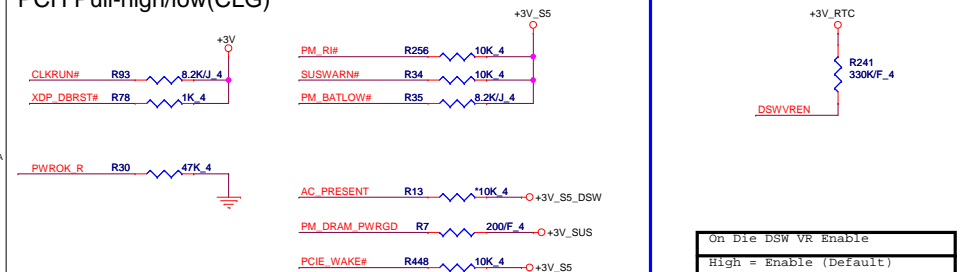 PCH Pull-high/low(CLG)
+3V
CLKRUN# R93 8.2K/J_4
XDP_DBRST# R78 1K_4
PWROK_R R30 47K_4
+3V_S5
PM_RI# R256 10K_4
SUSWARN# R34 10K_4
PM_BATLOW# R35 8.2K/J_4
AC_PRESENT R13 *10K_4 +3V_S5_DSW
PM_DRAM_PWRGD R7 200/F_4 +3V_SUS
PCIE_WAKE# R448 10K_4 +3V_S5
+3V_RTC
R241
330K/F_4
DSWVREN
On Die DSW VR Enable
High = Enable (Default)
A